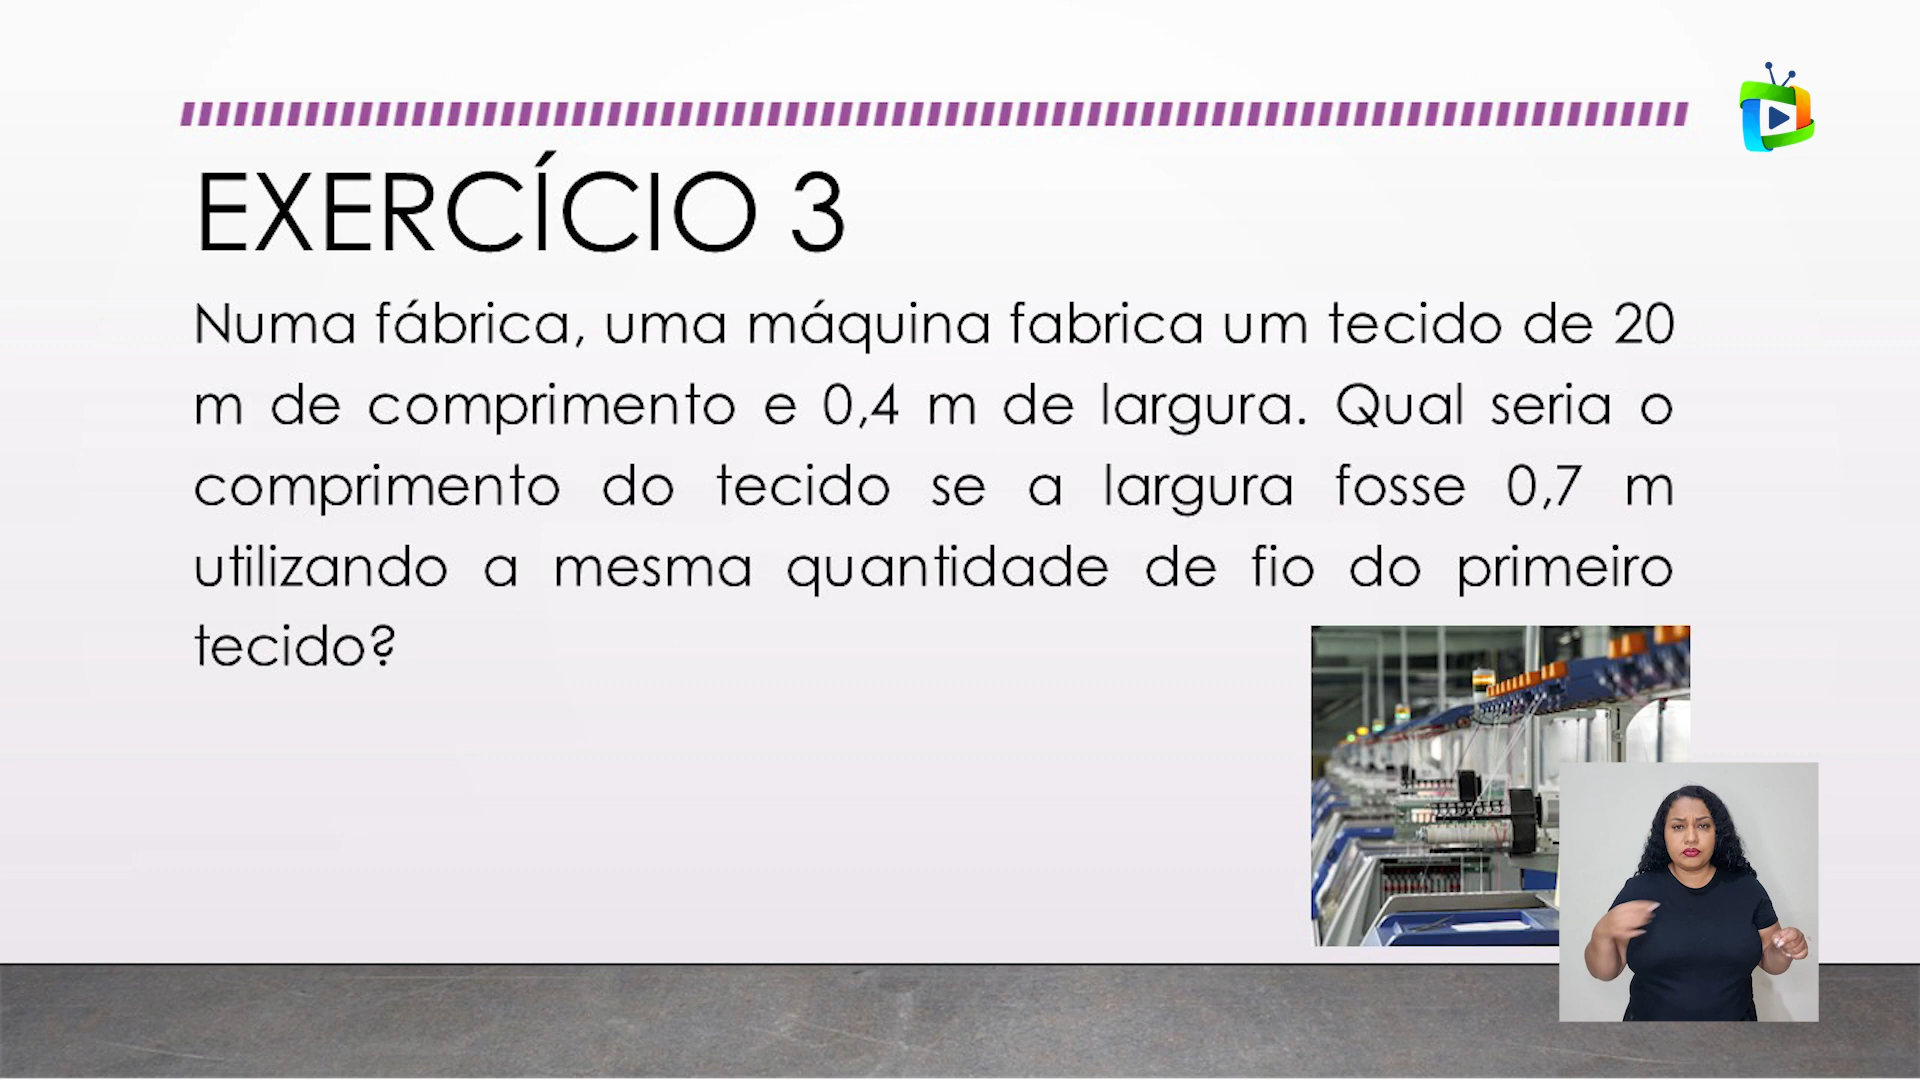 EXERCÍCIO 3
Numa fábrica, uma máquina fabrica um tecido de 20
m de comprimento e 0,4 m de largura. Qual seria o
comprimento do tecido se a largura fosse 0,7 m
utilizando a mesma quantidade de fio do primeiro
tecido?